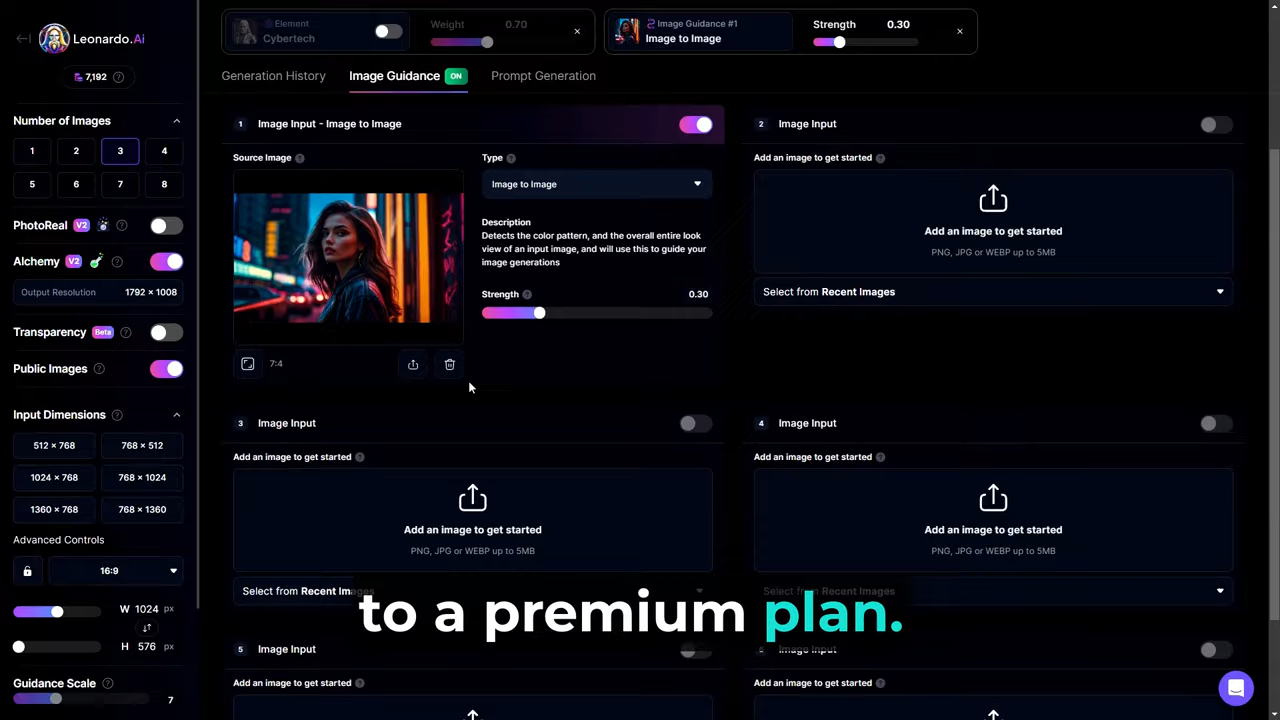 Leonardo.Ai
7,192
Element
Cybertech
Weight 0.70
Image Guidance #1
Image to Image
Strength 0.30
Generation History
Image Guidance ON
Prompt Generation
Number of Images
1 2 3 4
5 6 7 8
PhotoReal V2
Alchemy V2
Output Resolution 1792 × 1008
Transparency Beta
Public Images
Input Dimensions
512 × 768 768 × 512
1024 × 768 768 × 1024
1360 × 768 768 × 1360
Advanced Controls
16:9
W 1024 px
H 576 px
Guidance Scale
7
1 Image Input - Image to Image
Source Image
7:4
Type
Image to Image
Description
Detects the color pattern, and the overall entire look
view of an input image, and will use this to guide your
image generations
Strength 0.30
2 Image Input
Add an image to get started
Add an image to get started
PNG, JPG or WEBP up to 5MB
Select from Recent Images
3 Image Input
Add an image to get started
Add an image to get started
PNG, JPG or WEBP up to 5MB
Select from Recent Images
4 Image Input
Add an image to get started
Add an image to get started
PNG, JPG or WEBP up to 5MB
Select from Recent Images
to a premium plan.
5 Image Input
Add an image to get started
6 Image Input
Add an image to get started